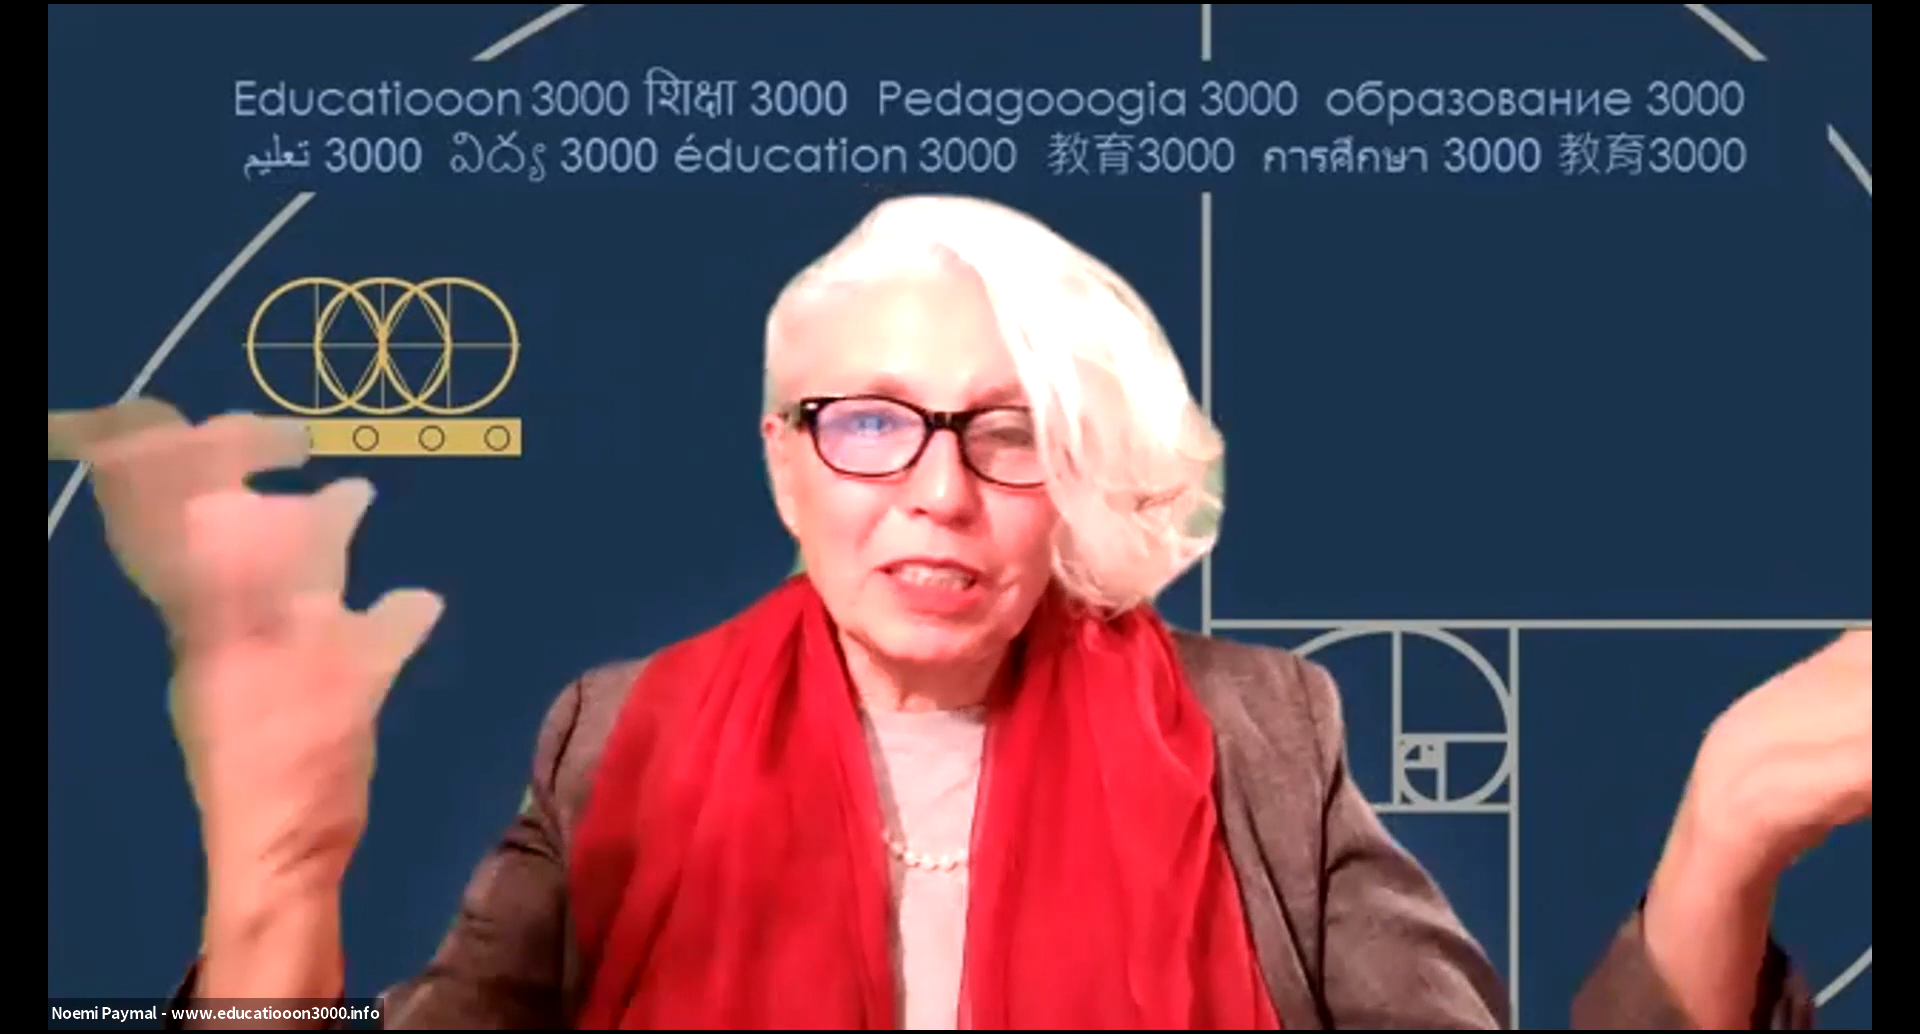 Educatiooon 3000 शिक्षा 3000 Pedagooogia 3000 образование 3000
تعليم 3000 విద్య 3000 éducation 3000 教育3000 การศึกษา 3000 教育3000
Noemi Paymal - www.educatiooon3000.info